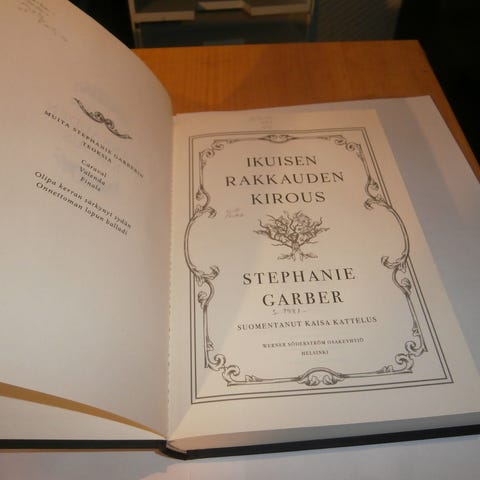 MUITA STEPHANIE GARBERIN
TEOKSIA
Caraval
Valenda
Finale
Olipa kerran särkynyt sydän
Onnettoman lopun balladi
IKUISEN
RAKKAUDEN
KIROUS
STEPHANIE
GARBER
SUOMENTANUT KAISA KATTELUS
WERNER SÖDERSTRÖM OSAKEYHTIÖ
HELSINKI